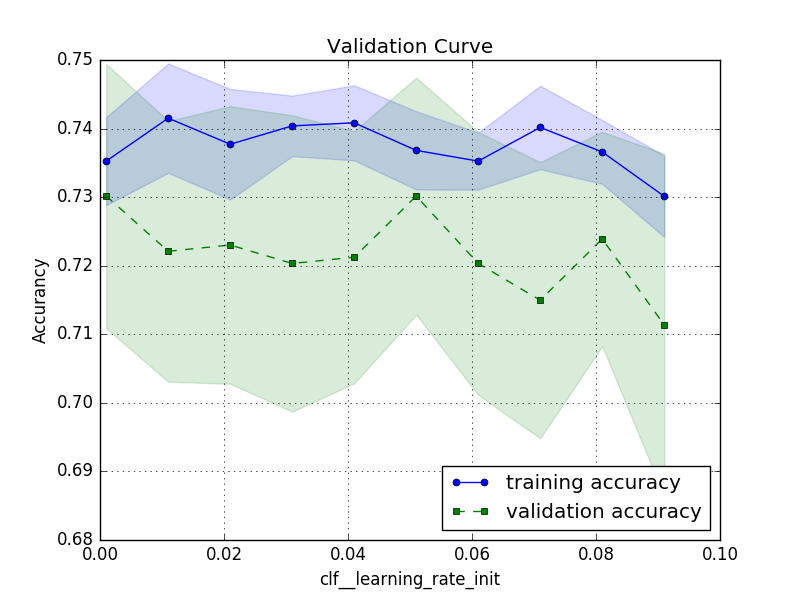 Validation Curve
0.75
0.74
0.73
0.72
0.71
0.70
0.69
0.68
Accurancy
0.00 0.02 0.04 0.06 0.08 0.10
clf__learning_rate_init
training accuracy
validation accuracy